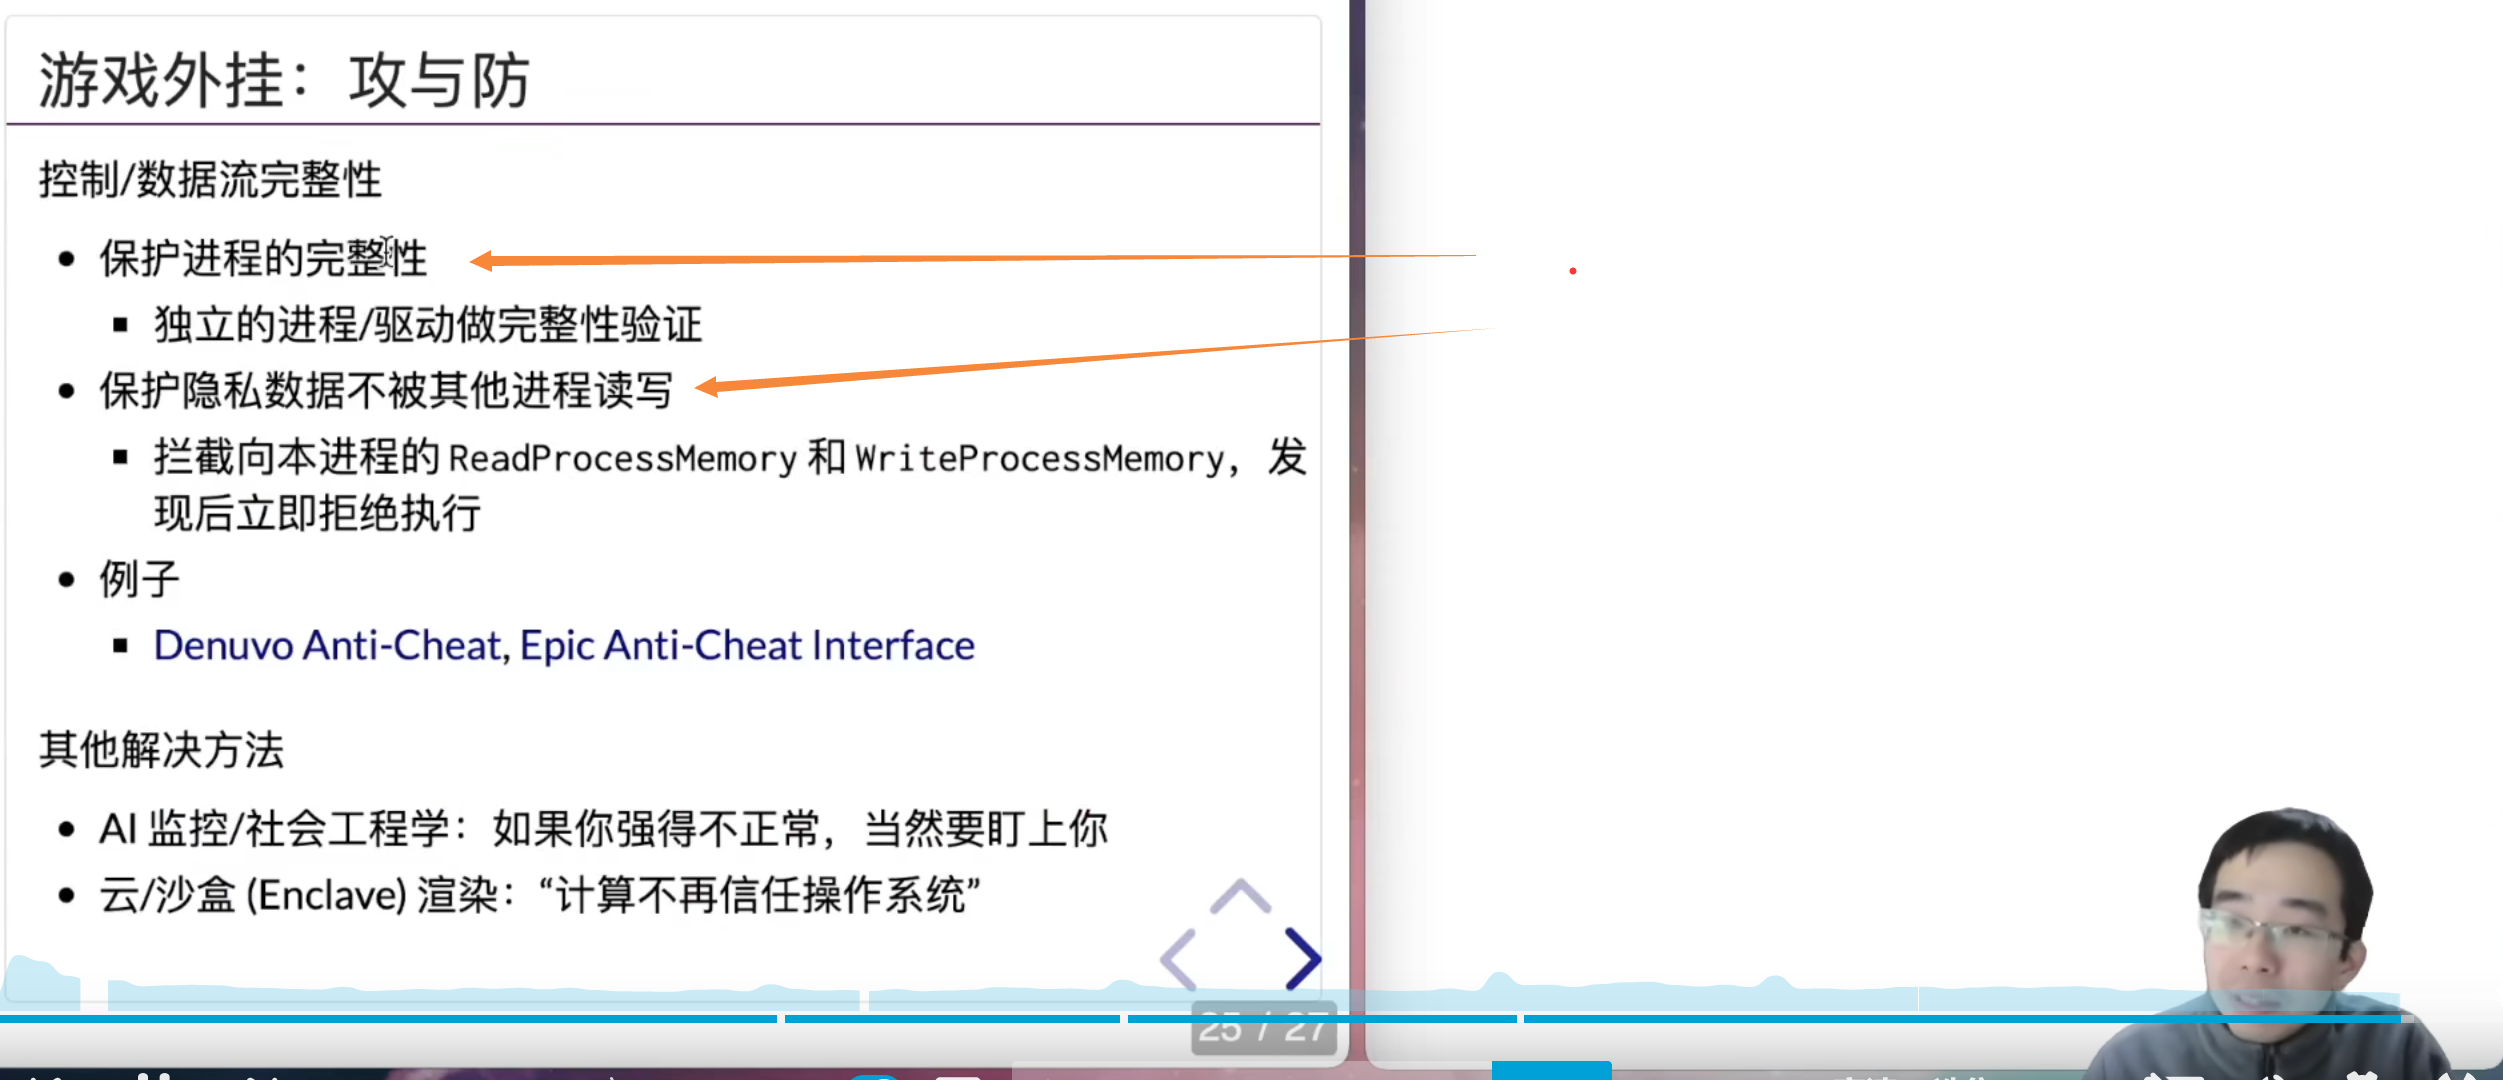 游戏外挂：攻与防
控制/数据流完整性
保护进程的完整性
独立的进程/驱动做完整性验证
保护隐私数据不被其他进程读写
拦截向本进程的 ReadProcessMemory 和 WriteProcessMemory，发
现后立即拒绝执行
例子
Denuvo Anti-Cheat, Epic Anti-Cheat Interface
其他解决方法
AI 监控/社会工程学：如果你强得不正常，当然要盯上你
云/沙盒 (Enclave) 渲染：“计算不再信任操作系统”
25 / 27